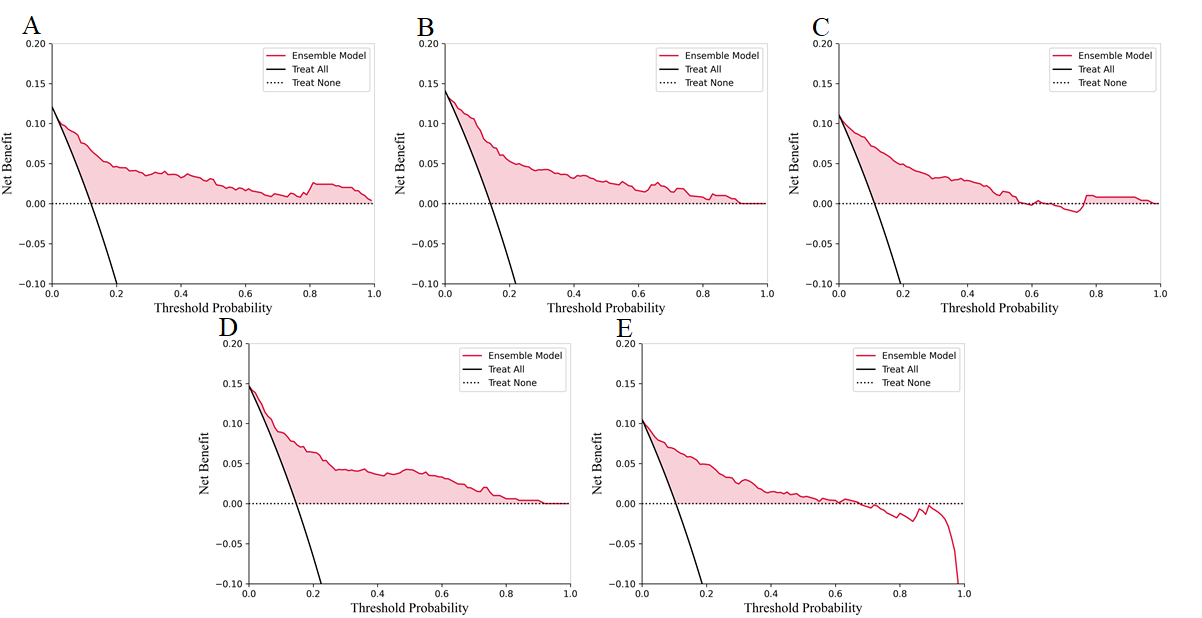 A
0.20
0.15
0.10
0.05
0.00
−0.05
−0.10
Net Benefit
0.0 0.2 0.4 0.6 0.8 1.0
Threshold Probability
Ensemble Model
Treat All
Treat None
B
0.20
0.15
0.10
0.05
0.00
−0.05
−0.10
Net Benefit
0.0 0.2 0.4 0.6 0.8 1.0
Threshold Probability
Ensemble Model
Treat All
Treat None
C
0.20
0.15
0.10
0.05
0.00
−0.05
−0.10
Net Benefit
0.0 0.2 0.4 0.6 0.8 1.0
Threshold Probability
Ensemble Model
Treat All
Treat None
D
0.20
0.15
0.10
0.05
0.00
−0.05
−0.10
Net Benefit
0.0 0.2 0.4 0.6 0.8 1.0
Threshold Probability
Ensemble Model
Treat All
Treat None
E
0.20
0.15
0.10
0.05
0.00
−0.05
−0.10
Net Benefit
0.0 0.2 0.4 0.6 0.8 1.0
Threshold Probability
Ensemble Model
Treat All
Treat None